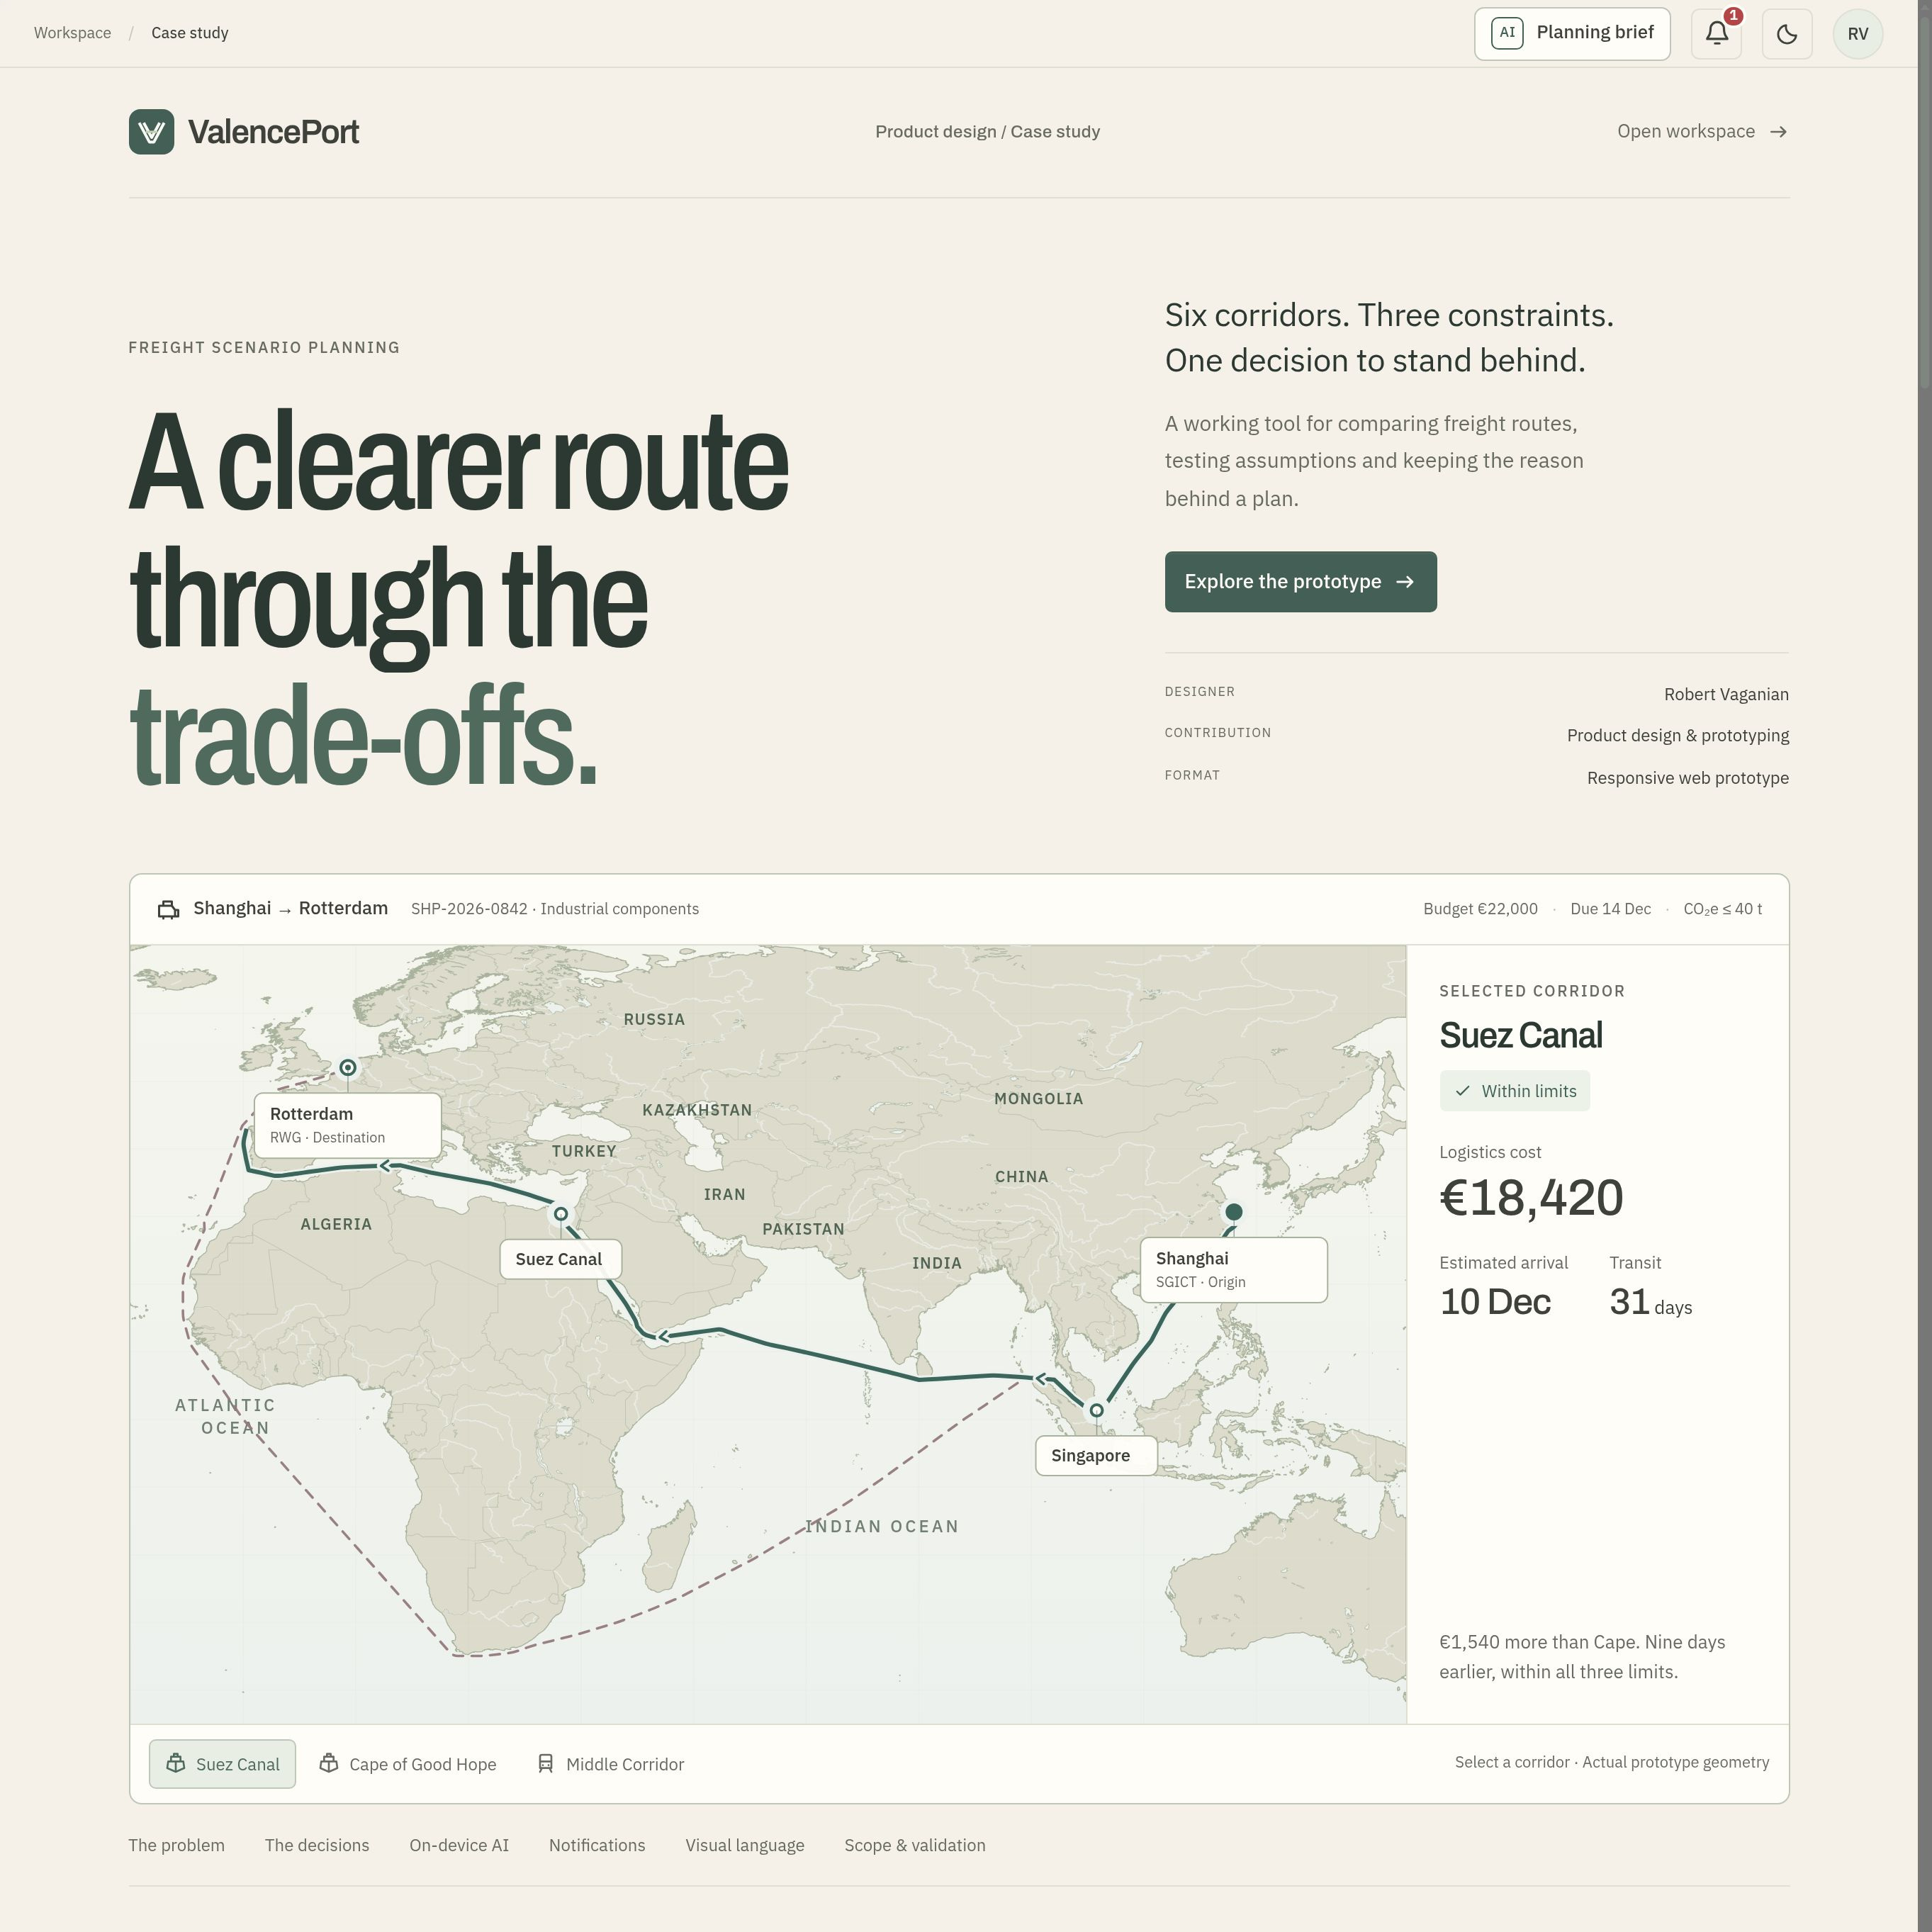 Workspace / Case study
AI Planning brief
1
RV
ValencePort
Product design / Case study
Open workspace →
FREIGHT SCENARIO PLANNING
A clearer route
through the
trade-offs.
Six corridors. Three constraints.
One decision to stand behind.
A working tool for comparing freight routes,
testing assumptions and keeping the reason
behind a plan.
Explore the prototype →
DESIGNER Robert Vaganian
CONTRIBUTION Product design & prototyping
FORMAT Responsive web prototype
Shanghai → Rotterdam SHP-2026-0842 · Industrial components
Budget €22,000 · Due 14 Dec · CO₂e ≤ 40 t
RUSSIA
KAZAKHSTAN
MONGOLIA
TURKEY
CHINA
IRAN
ALGERIA
PAKISTAN
INDIA
ATLANTIC
OCEAN
INDIAN OCEAN
Rotterdam
RWG · Destination
Suez Canal
Shanghai
SGICT · Origin
Singapore
SELECTED CORRIDOR
Suez Canal
Within limits
Logistics cost
€18,420
Estimated arrival Transit
10 Dec 31 days
€1,540 more than Cape. Nine days
earlier, within all three limits.
Suez Canal Cape of Good Hope Middle Corridor
Select a corridor · Actual prototype geometry
The problem The decisions On-device AI Notifications Visual language Scope & validation